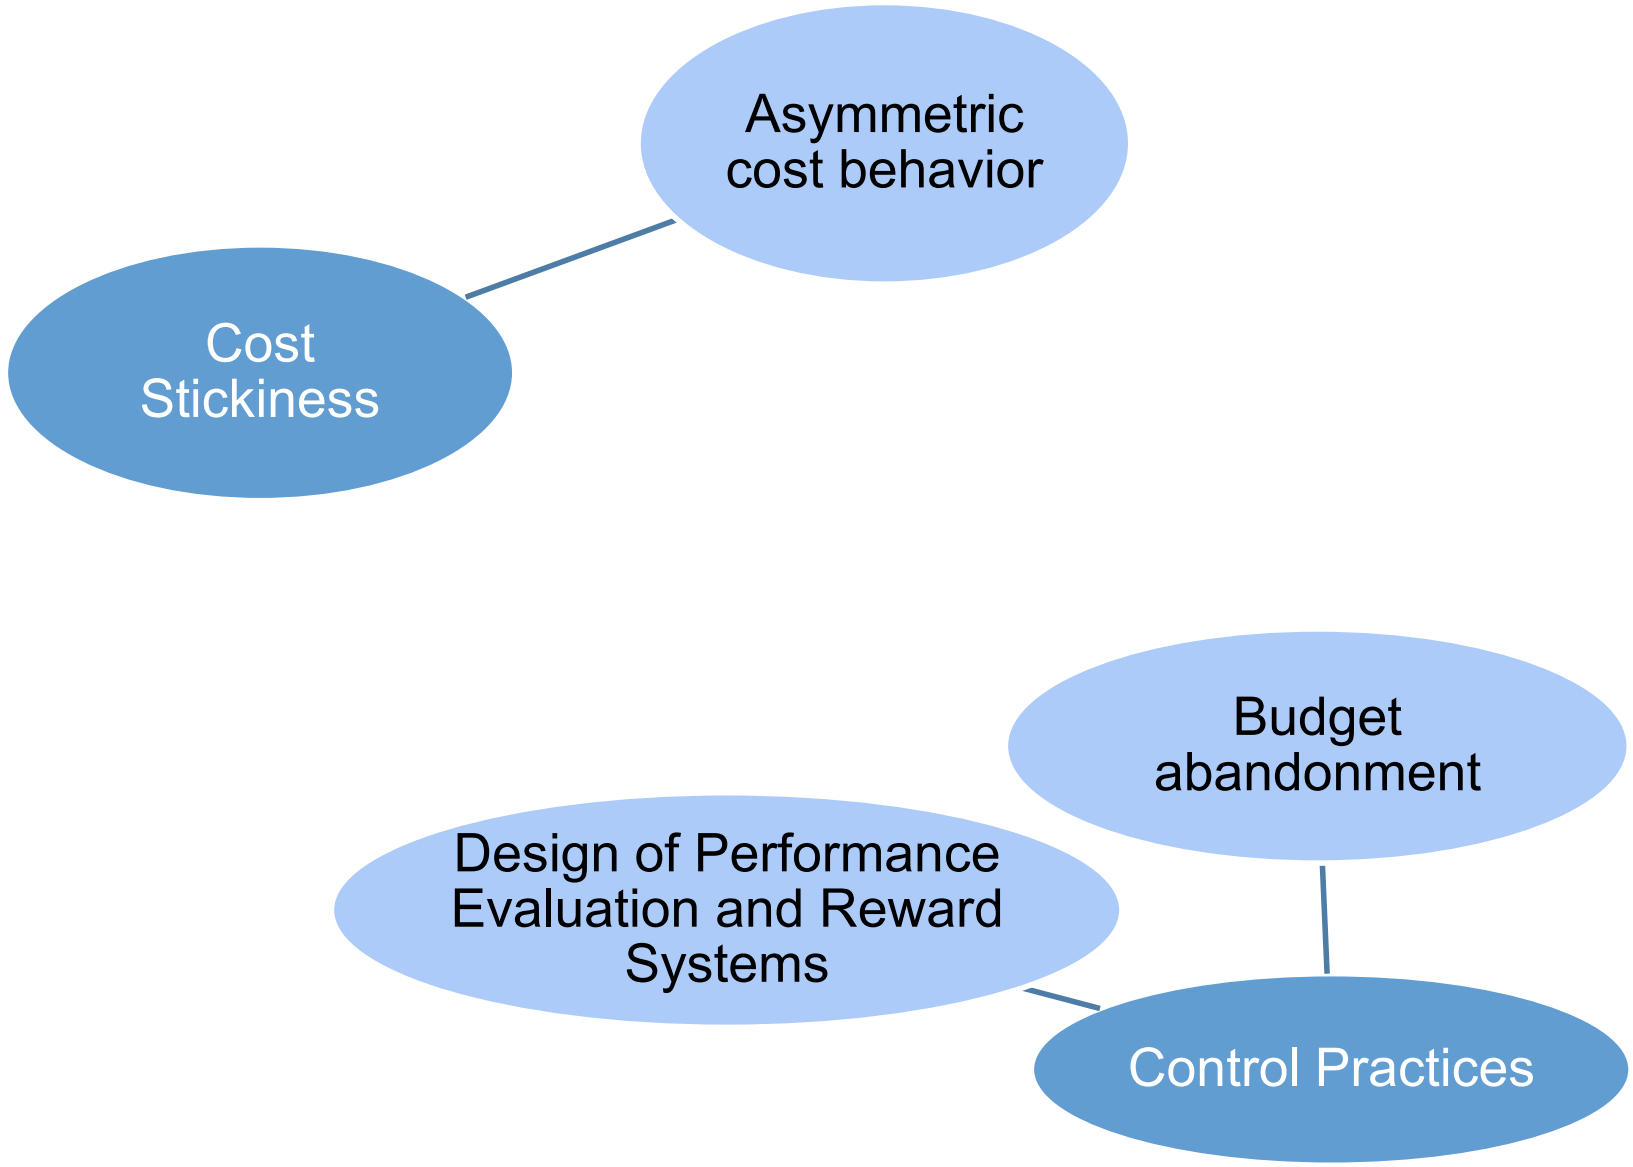 Asymmetric
cost behavior
Cost
Stickiness
Budget
abandonment
Design of Performance
Evaluation and Reward
Systems
Control Practices